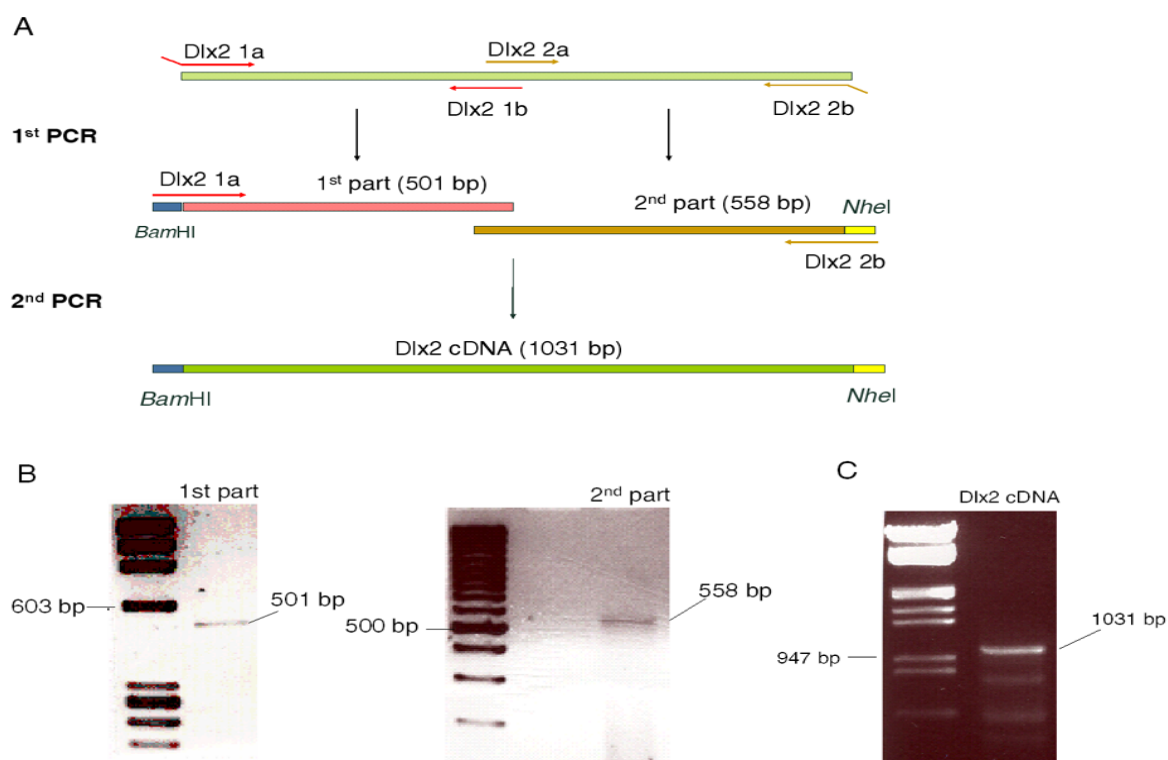 A
Dlx2 1a
Dlx2 2a
Dlx2 1b
Dlx2 2b
1st PCR
Dlx2 1a
1st part (501 bp)
2nd part (558 bp)
NheI
BamHI
Dlx2 2b
2nd PCR
Dlx2 cDNA (1031 bp)
BamHI
NheI
B
1st part
603 bp
501 bp
2nd part
500 bp
558 bp
C
Dlx2 cDNA
947 bp
1031 bp